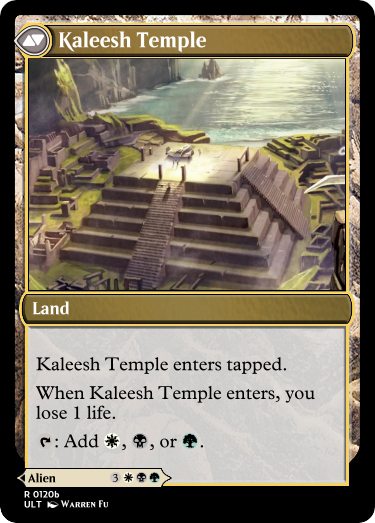 Kaleesh Temple
Land
Kaleesh Temple enters tapped.
When Kaleesh Temple enters, you
lose 1 life.
: Add , , or .
Alien 3
R 0120b
ULT Warren Fu